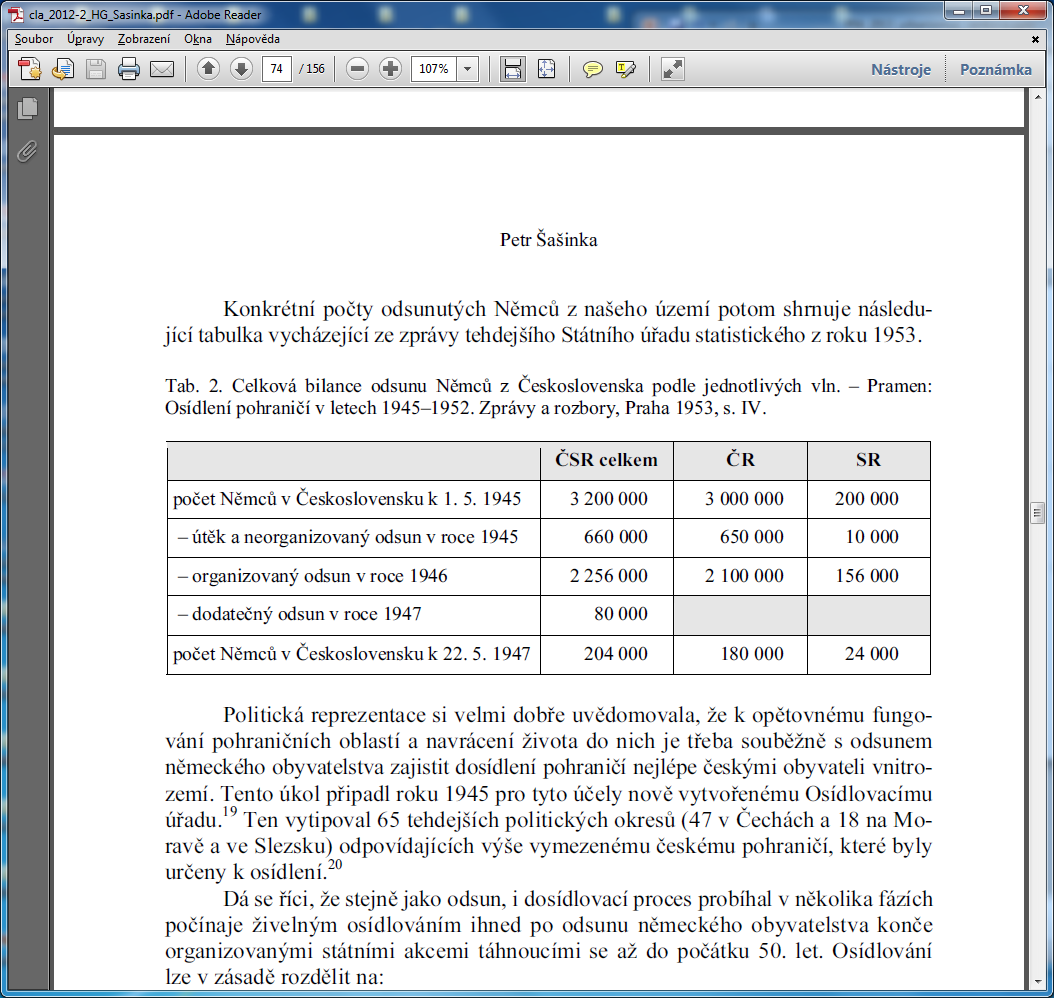 cla_2012-2_HG_Sasinka.pdf - Adobe Reader
Soubor Úpravy Zobrazení Okna Nápověda
74 / 156 107% Nástroje Poznámka
Petr Šašinka
Konkrétní počty odsunutých Němců z našeho území potom shrnuje následu-
jící tabulka vycházející ze zprávy tehdejšího Státního úřadu statistického z roku 1953.
Tab. 2. Celková bilance odsunu Němců z Československa podle jednotlivých vln. – Pramen:
Osídlení pohraničí v letech 1945–1952. Zprávy a rozbory, Praha 1953, s. IV.
ČSR celkem ČR SR
počet Němců v Československu k 1. 5. 1945 3 200 000 3 000 000 200 000
– útěk a neorganizovaný odsun v roce 1945 660 000 650 000 10 000
– organizovaný odsun v roce 1946 2 256 000 2 100 000 156 000
– dodatečný odsun v roce 1947 80 000
počet Němců v Československu k 22. 5. 1947 204 000 180 000 24 000
Politická reprezentace si velmi dobře uvědomovala, že k opětovnému fungo-
vání pohraničních oblastí a navrácení života do nich je třeba souběžně s odsunem
německého obyvatelstva zajistit dosídlení pohraničí nejlépe českými obyvateli vnitro-
zemí. Tento úkol připadl roku 1945 pro tyto účely nově vytvořenému Osídlovacímu
úřadu.19 Ten vytipoval 65 tehdejších politických okresů (47 v Čechách a 18 na Mo-
ravě a ve Slezsku) odpovídajících výše vymezenému českému pohraničí, které byly
určeny k osídlení.20
Dá se říci, že stejně jako odsun, i dosídlovací proces probíhal v několika fázích
počínaje živelným osídlováním ihned po odsunu německého obyvatelstva konče
organizovanými státními akcemi táhnoucími se až do počátku 50. let. Osídlování
lze v zásadě rozdělit na: